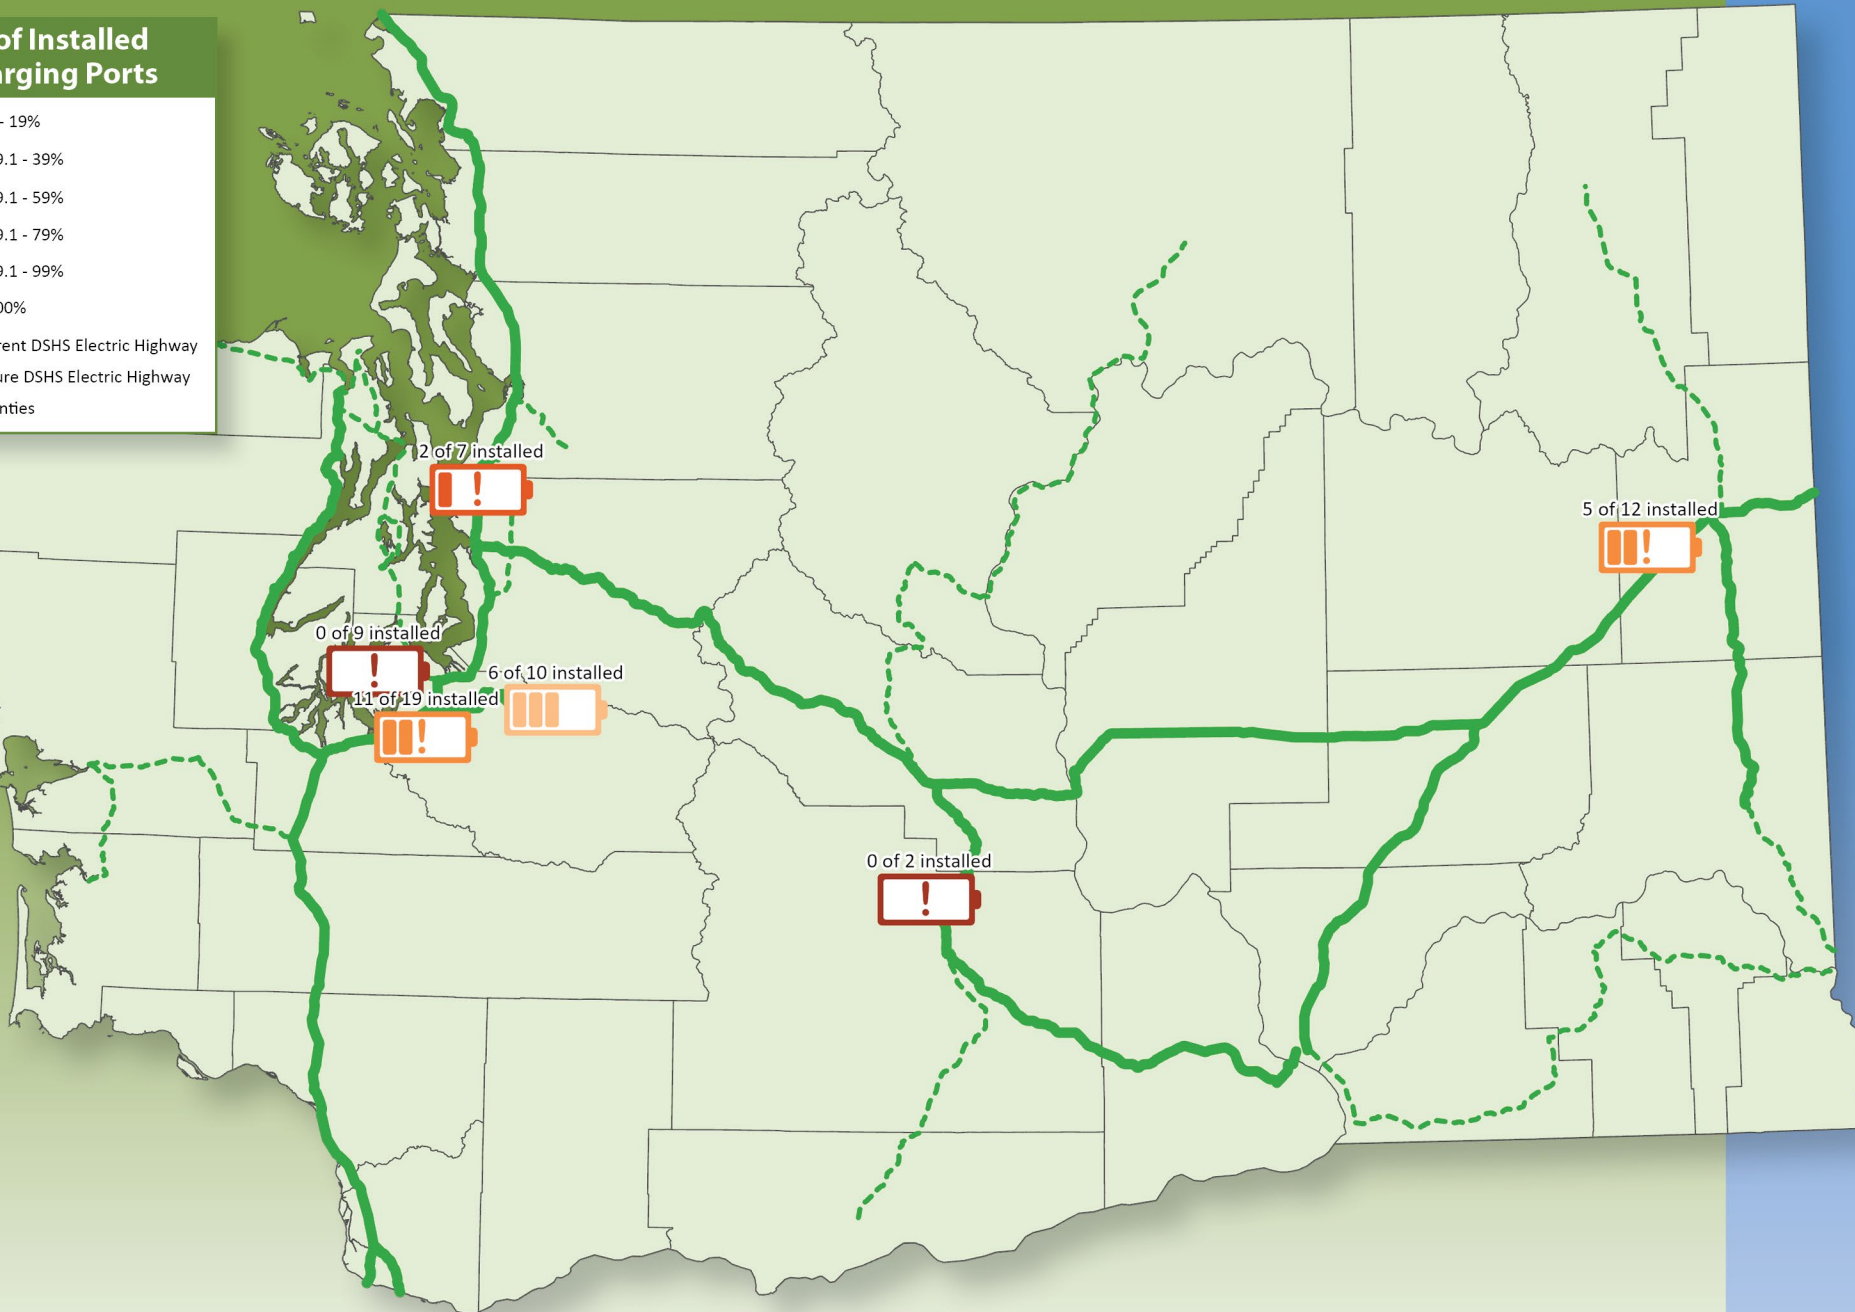 of Installed
arging Ports
- 19%
9.1 - 39%
9.1 - 59%
9.1 - 79%
9.1 - 99%
00%
rent DSHS Electric Highway
ure DSHS Electric Highway
nties
2 of 7 installed
5 of 12 installed
0 of 9 installed
6 of 10 installed
11 of 19 installed
0 of 2 installed